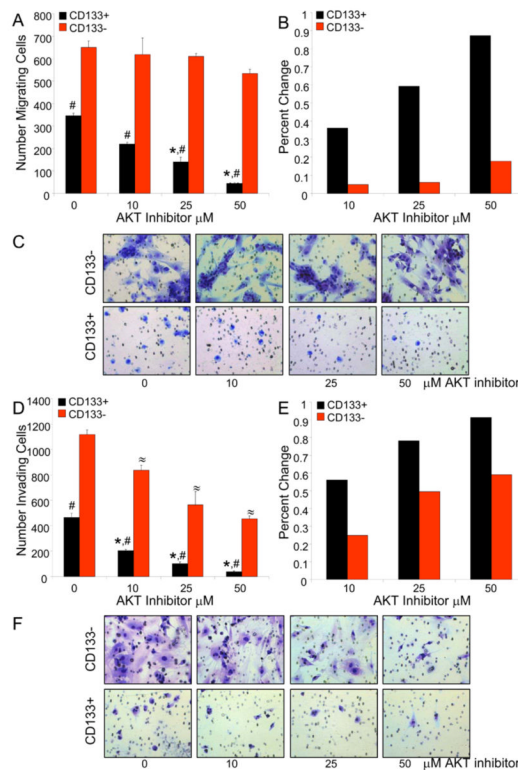 A
CD133+
CD133-
Number Migrating Cells
800
700
600
500
400
300
200
100
0
#
#
*,#
*,#
0 10 25 50
AKT Inhibitor μM
B
CD133+
CD133-
Percent Change
1
0.9
0.8
0.7
0.6
0.5
0.4
0.3
0.2
0.1
0
10 25 50
AKT Inhibitor μM
C
CD133-
CD133+
0 10 25 50 μM AKT inhibitor
D
CD133+
CD133-
Number Invading Cells
1400
1200
1000
800
600
400
200
0
#
*,#
*,#
*,#
≈
≈
≈
0 10 25 50
AKT Inhibitor μM
E
CD133+
CD133-
Percent Change
1
0.9
0.8
0.7
0.6
0.5
0.4
0.3
0.2
0.1
0
10 25 50
AKT Inhibitor μM
F
CD133-
CD133+
0 10 25 50 μM AKT inhibitor